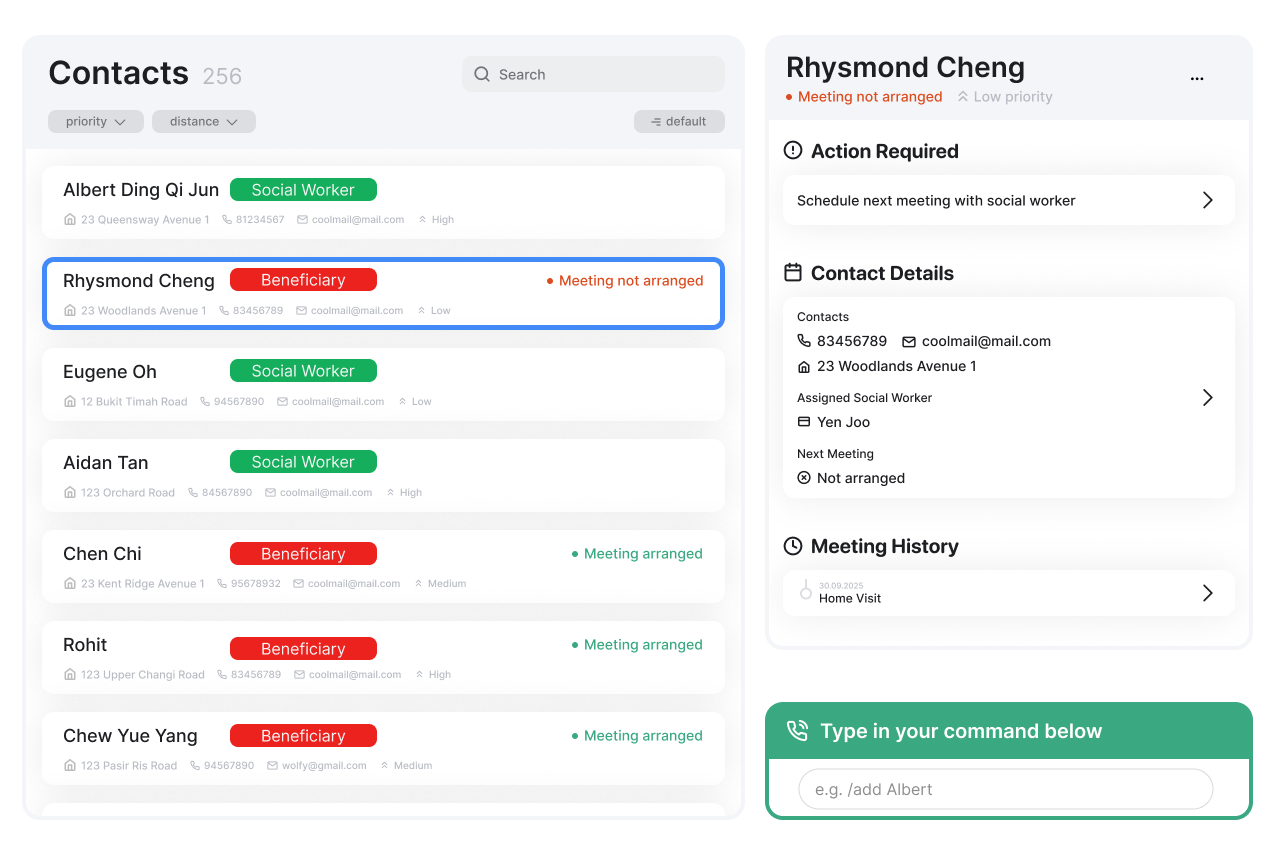 Contacts 256
Search
priority
distance
default
Albert Ding Qi Jun Social Worker
23 Queensway Avenue 1 81234567 coolmail@mail.com High
Rhysmond Cheng Beneficiary • Meeting not arranged
23 Woodlands Avenue 1 83456789 coolmail@mail.com Low
Eugene Oh Social Worker
12 Bukit Timah Road 94567890 coolmail@mail.com Low
Aidan Tan Social Worker
123 Orchard Road 84567890 coolmail@mail.com High
Chen Chi Beneficiary • Meeting arranged
23 Kent Ridge Avenue 1 95678932 coolmail@mail.com Medium
Rohit Beneficiary • Meeting arranged
123 Upper Changi Road 83456789 coolmail@mail.com High
Chew Yue Yang Beneficiary • Meeting arranged
123 Pasir Ris Road 94567890 wolfy@gmail.com Medium
Rhysmond Cheng ...
• Meeting not arranged Low priority
Action Required
Schedule next meeting with social worker
Contact Details
Contacts
83456789 coolmail@mail.com
23 Woodlands Avenue 1
Assigned Social Worker
Yen Joo
Next Meeting
Not arranged
Meeting History
30.09.2025
Home Visit
Type in your command below
e.g. /add Albert